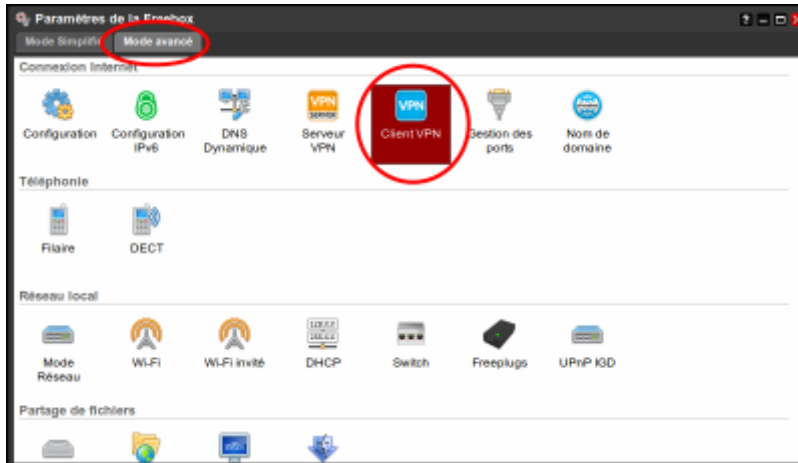 Paramètres de la Freebox
Mode Simplifié Mode avancé
Connexion Internet
Configuration Configuration IPv6 DNS Dynamique Serveur VPN Client VPN Gestion des ports Nom de domaine
VPN SERVER VPN
Téléphonie
Filaire DECT
Réseau local
Mode Réseau Wi-Fi Wi-Fi invité DHCP Switch Freeplugs UPnP IGD
Partage de fichiers